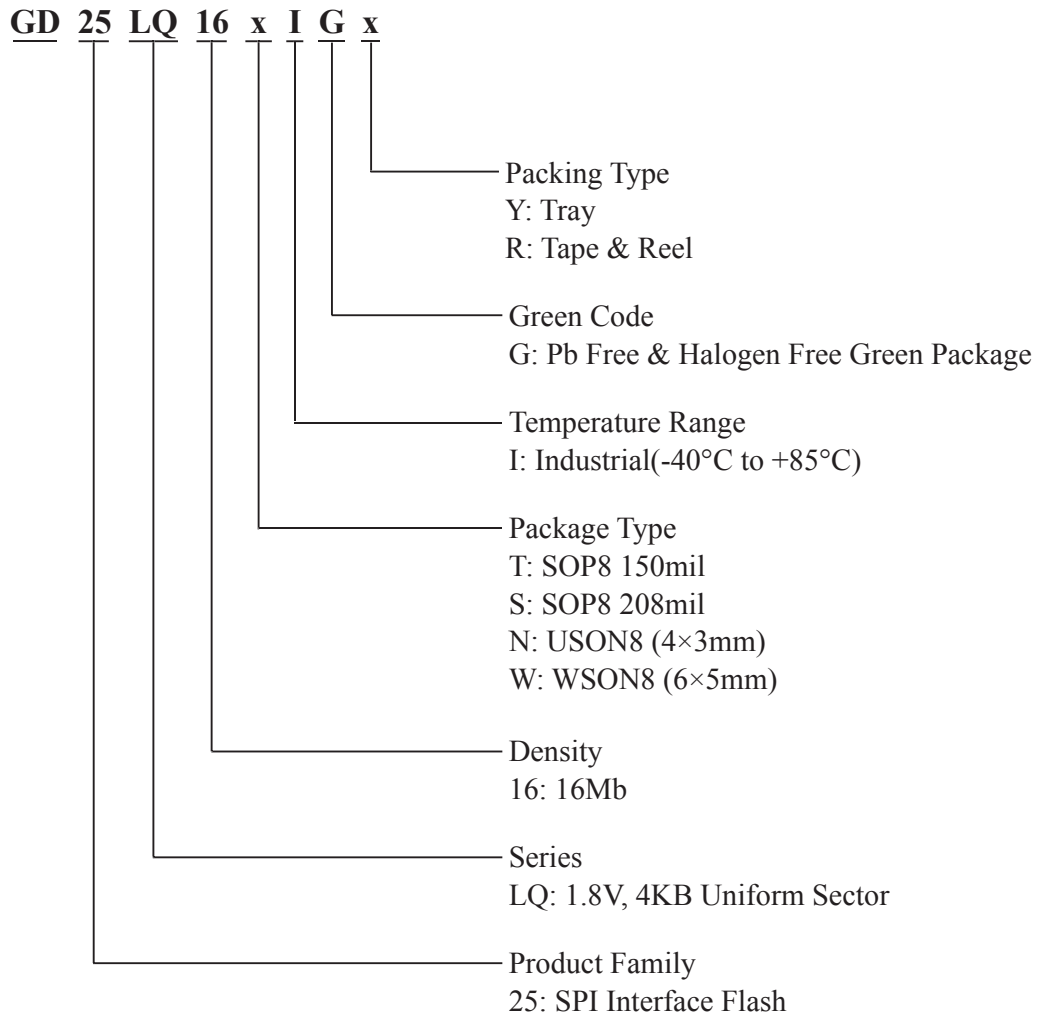 GD 25 LQ 16 x I G x
Packing Type
Y: Tray
R: Tape & Reel
Green Code
G: Pb Free & Halogen Free Green Package
Temperature Range
I: Industrial(-40°C to +85°C)
Package Type
T: SOP8 150mil
S: SOP8 208mil
N: USON8 (4×3mm)
W: WSON8 (6×5mm)
Density
16: 16Mb
Series
LQ: 1.8V, 4KB Uniform Sector
Product Family
25: SPI Interface Flash